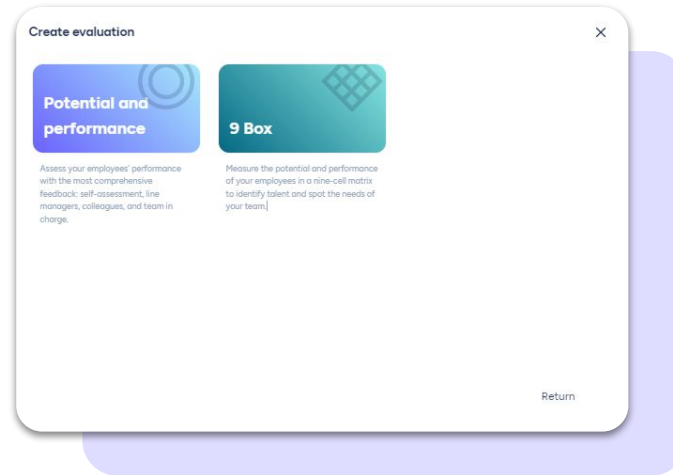 Create evaluation
Potential and
performance
9 Box
Assess your employees' performance
with the most comprehensive
feedback: self-assessment, line
managers, colleagues, and team in
charge.
Measure the potential and performance
of your employees in a nine-cell matrix
to identify talent and spot the needs of
your team.
Return